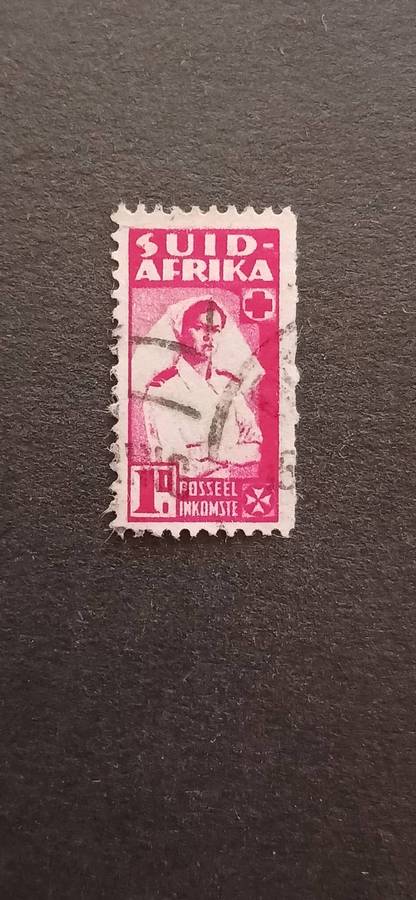 SUID-
AFRIKA
1D.
POSSEEL
INKOMSTE